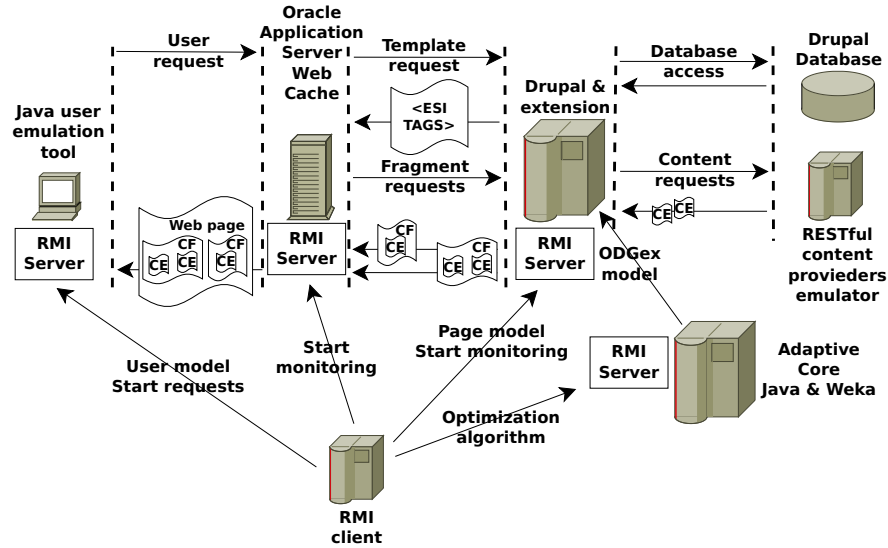 User
request
Oracle
Application
Server
Web
Cache
Template
request
Database
access
Drupal
Database
Java user
emulation
tool
<ESI
TAGS>
Drupal &
extension
Fragment
requests
Content
requests
CE
CE
RMI
Server
Web page
CF
CE
CE
CF
CE
RMI
Server
CF
CE
CF
CE
CE
RMI
Server
ODGex
model
RESTful
content
provieders
emulator
User model
Start requests
Start
monitoring
Page model
Start monitoring
RMI
Server
Adaptive
Core
Java & Weka
Optimization
algorithm
RMI
client